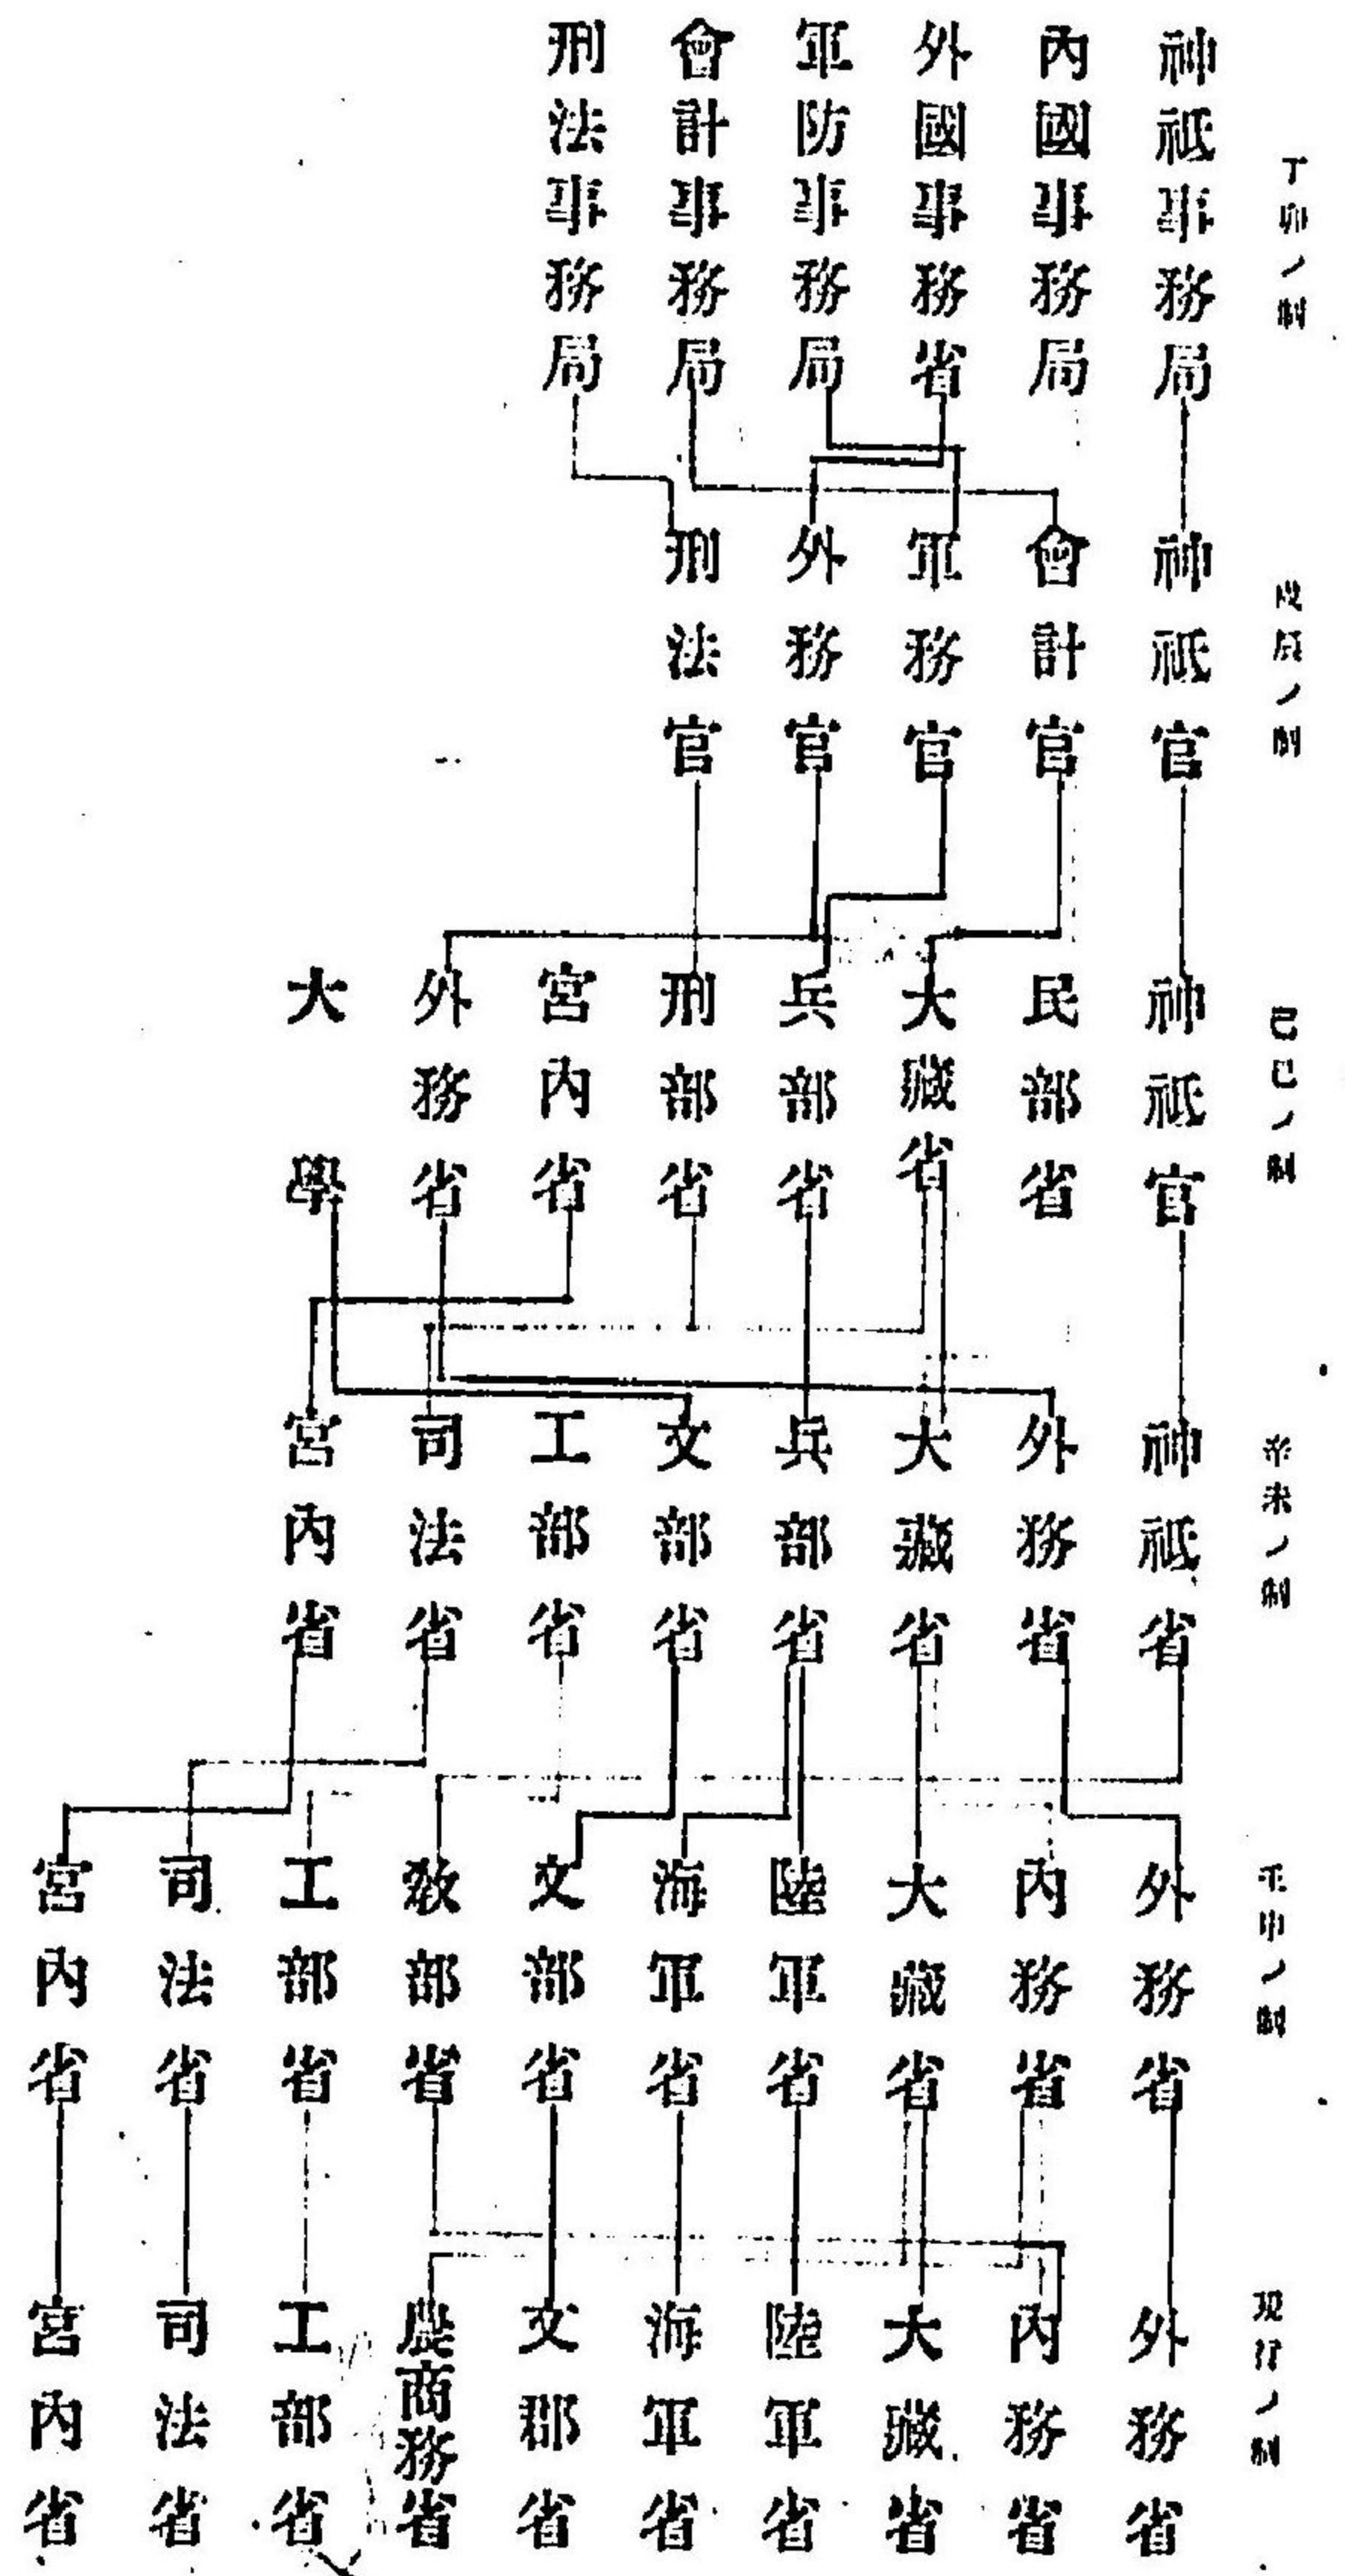 丁卯ノ制
神祇事務局
內國事務局
外國事務省
軍防事務局
會計事務局
刑法事務局
戊辰ノ制
神祇官
會計官
軍務官
外務官
刑法官
己巳ノ制
神祇官
民部省
大藏省
兵部省
刑部省
宮內省
外務省
大學
辛未ノ制
神祇省
外務省
大藏省
兵部省
文部省
工部省
司法省
宮內省
壬申ノ制
外務省
內務省
大藏省
陸軍省
海軍省
文部省
敎部省
工部省
司法省
宮內省
現行ノ制
外務省
內務省
大藏省
陸軍省
海軍省
文郡省
工部省
農商務省
司法省
宮內省